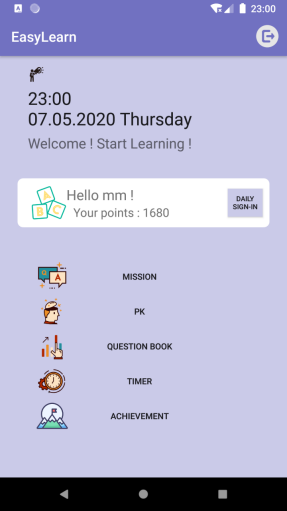 23:00
EasyLearn
23:00
07.05.2020 Thursday
Welcome ! Start Learning !
Hello mm !
Your points : 1680
DAILY
SIGN-IN
MISSION
PK
QUESTION BOOK
TIMER
ACHIEVEMENT